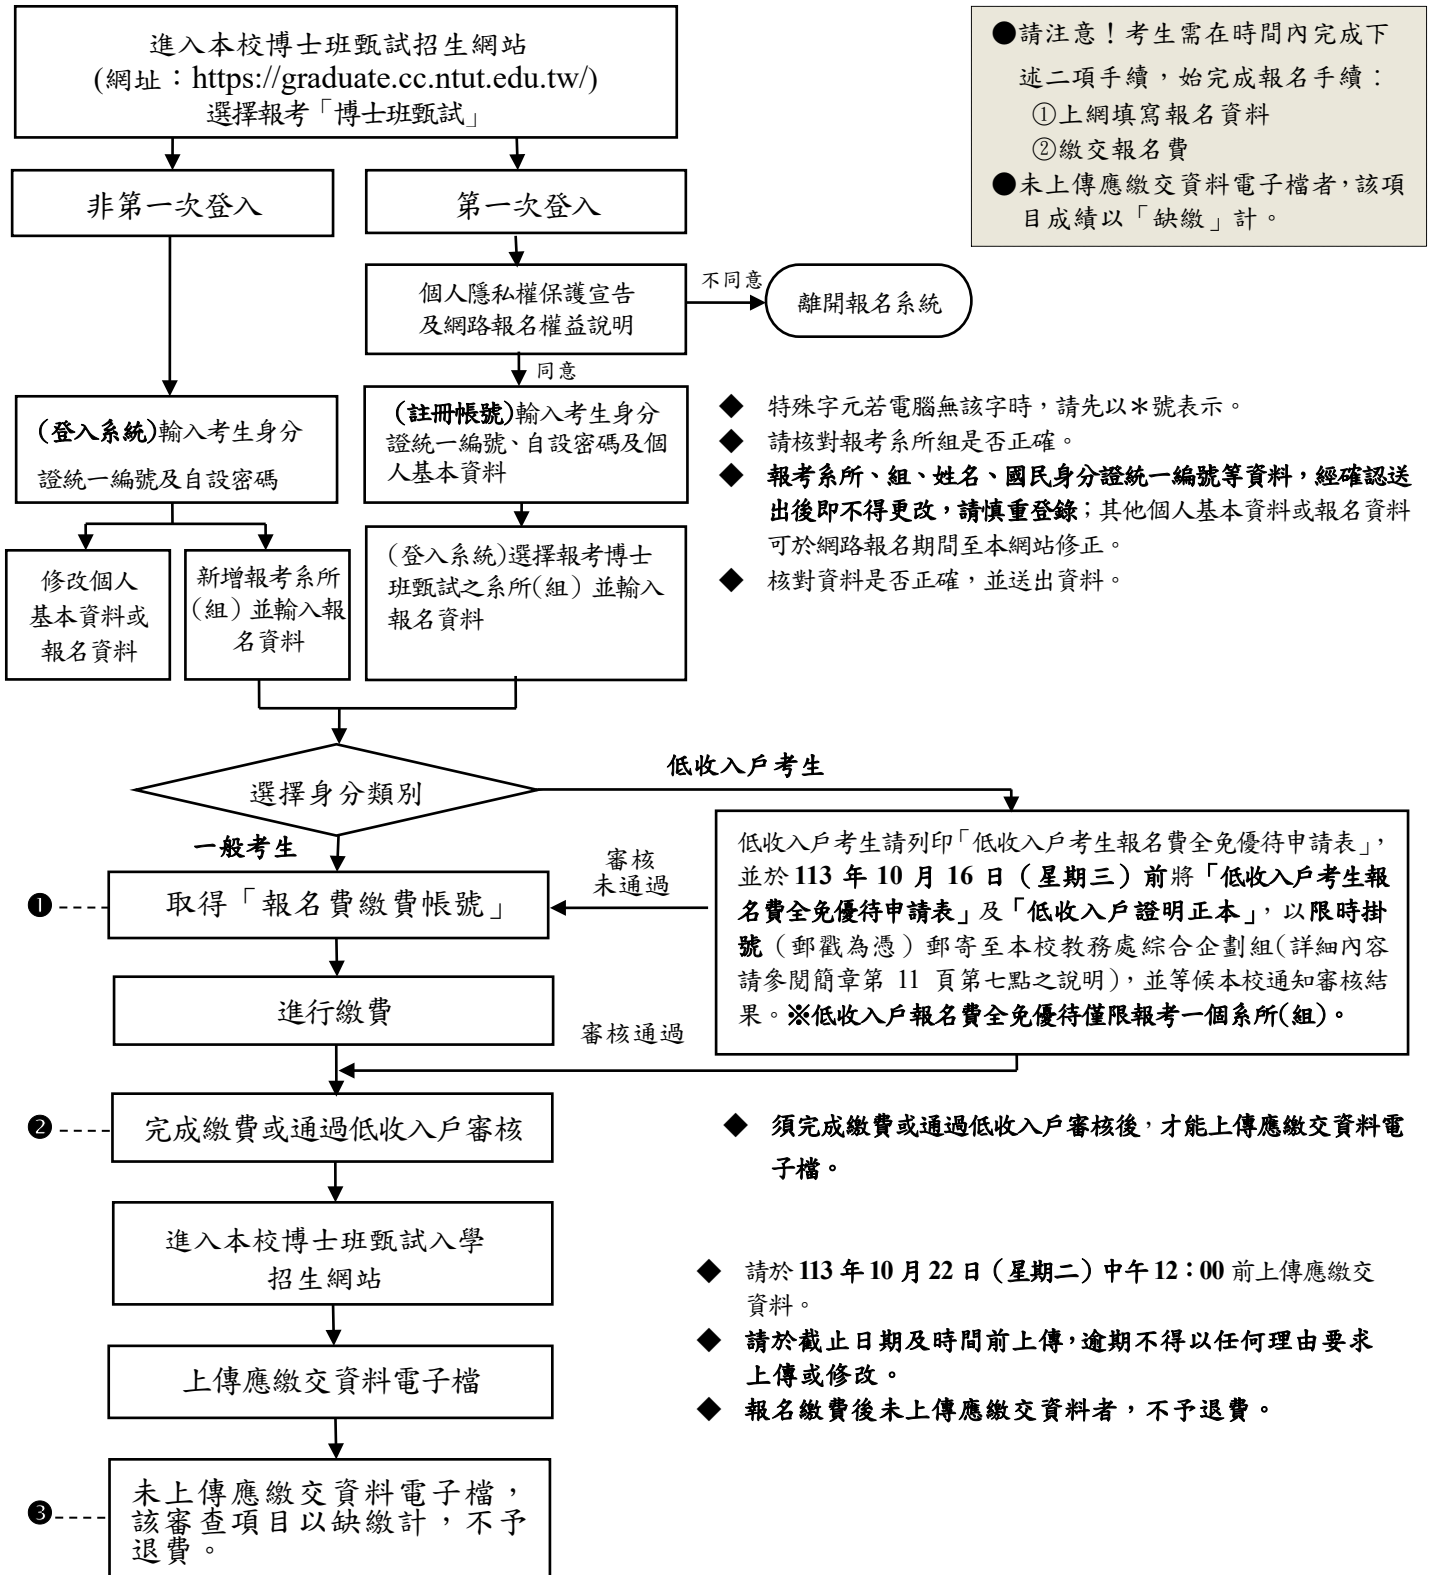 進入本校博士班甄試招生網站
(網址：https://graduate.cc.ntut.edu.tw/)
選擇報考「博士班甄試」
●請注意！考生需在時間內完成下
述二項手續，始完成報名手續：
①上網填寫報名資料
②繳交報名費
●未上傳應繳交資料電子檔者，該項
目成績以「缺繳」計。
非第一次登入
第一次登入
個人隱私權保護宣告
及網路報名權益說明
不同意
離開報名系統
同意
(登入系統)輸入考生身分
證統一編號及自設密碼
(註冊帳號)輸入考生身分
證統一編號、自設密碼及個
人基本資料
◆ 特殊字元若電腦無該字時，請先以＊號表示。
◆ 請核對報考系所組是否正確。
◆ 報考系所、組、姓名、國民身分證統一編號等資料，經確認送
出後即不得更改，請慎重登錄；其他個人基本資料或報名資料
可於網路報名期間至本網站修正。
◆ 核對資料是否正確，並送出資料。
修改個人
基本資料或
報名資料
新增報考系所
(組）並輸入報
名資料
(登入系統)選擇報考博士
班甄試之系所(組）並輸入
報名資料
選擇身分類別
低收入戶考生
一般考生
低收入戶考生請列印「低收入戶考生報名費全免優待申請表」，
並於 113 年 10 月 16 日（星期三）前將「低收入戶考生報
名費全免優待申請表」及「低收入戶證明正本」，以限時掛
號（郵戳為憑）郵寄至本校教務處綜合企劃組(詳細內容
請參閱簡章第 11 頁第七點之說明)，並等候本校通知審核結
果。※低收入戶報名費全免優待僅限報考一個系所(組)。
審核
未通過
❶ 取得「報名費繳費帳號」
進行繳費
審核通過
❷ 完成繳費或通過低收入戶審核
◆ 須完成繳費或通過低收入戶審核後，才能上傳應繳交資料電
子檔。
進入本校博士班甄試入學
招生網站
◆ 請於 113 年 10 月 22 日（星期二）中午 12：00 前上傳應繳交
資料。
◆ 請於截止日期及時間前上傳，逾期不得以任何理由要求
上傳或修改。
◆ 報名繳費後未上傳應繳交資料者，不予退費。
上傳應繳交資料電子檔
❸ 未上傳應繳交資料電子檔，
該審查項目以缺繳計，不予
退費。